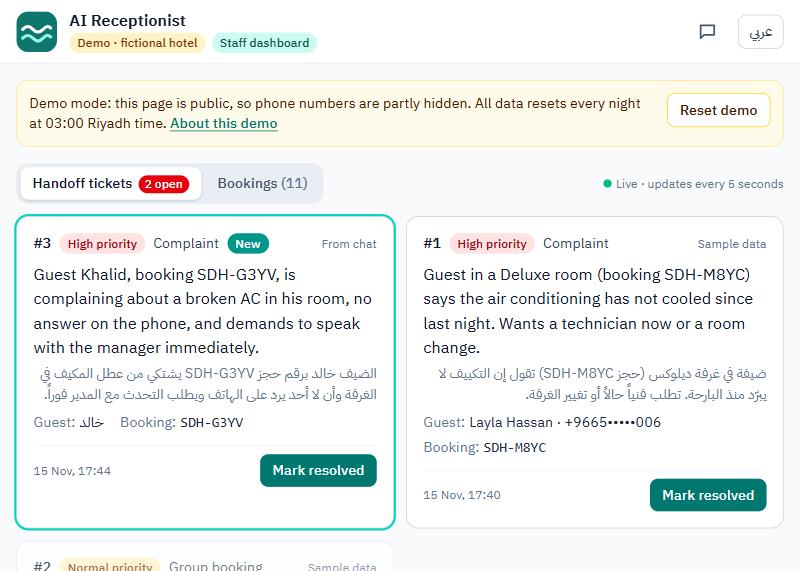 AI Receptionist
Demo · fictional hotel
Staff dashboard
عربي
Demo mode: this page is public, so phone numbers are partly hidden. All data resets every night
at 03:00 Riyadh time. About this demo
Reset demo
Handoff tickets 2 open
Bookings (11)
Live · updates every 5 seconds
#3 High priority Complaint New From chat
Guest Khalid, booking SDH-G3YV, is
complaining about a broken AC in his room, no
answer on the phone, and demands to speak
with the manager immediately.
الضيف خالد برقم حجز SDH-G3YV يشتكي من عطل المكيف في
الغرفة وأن لا أحد يرد على الهاتف ويطلب التحدث مع المدير فوراً.
Guest: خالد Booking: SDH-G3YV
15 Nov, 17:44
Mark resolved
#1 High priority Complaint Sample data
Guest in a Deluxe room (booking SDH-M8YC)
says the air conditioning has not cooled since
last night. Wants a technician now or a room
change.
ضيفة في غرفة ديلوكس (حجز SDH-M8YC) تقول إن التكييف لا
يبرّد منذ البارحة. تطلب فنياً حالاً أو تغيير الغرفة.
Guest: Layla Hassan · +9665•••••006
Booking: SDH-M8YC
15 Nov, 17:40
Mark resolved
#2 Normal priority Group booking Sample data